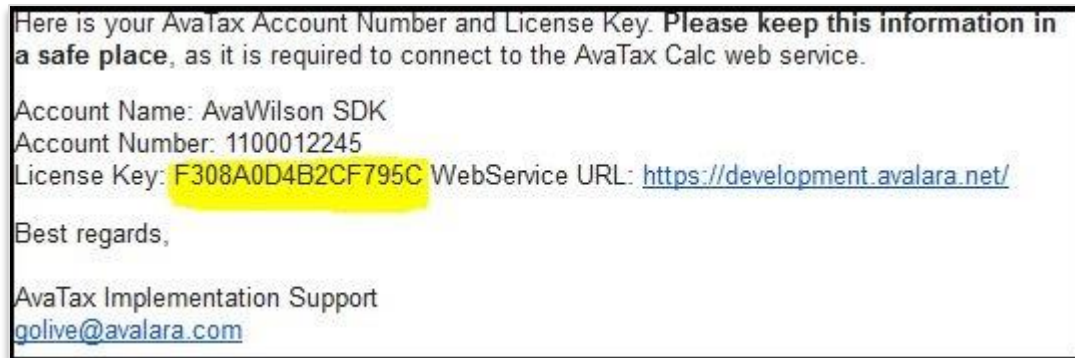 Here is your AvaTax Account Number and License Key. Please keep this information in
a safe place, as it is required to connect to the AvaTax Calc web service.
Account Name: AvaWilson SDK
Account Number: 1100012245
License Key: F308A0D4B2CF795C WebService URL: https://development.avalara.net/
Best regards,
AvaTax Implementation Support
golive@avalara.com